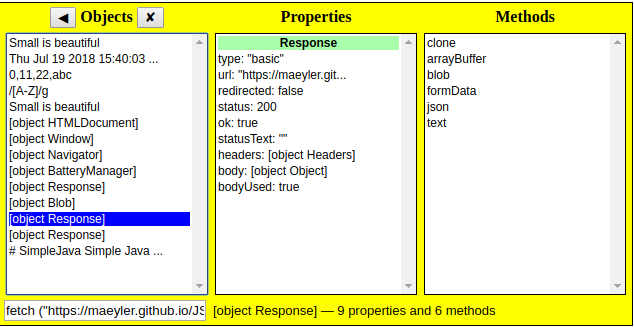 ◀ Objects ✘
Properties
Methods
Small is beautiful
Thu Jul 19 2018 15:40:03 ...
0,11,22,abc
/[A-Z]/g
Small is beautiful
[object HTMLDocument]
[object Window]
[object Navigator]
[object BatteryManager]
[object Response]
[object Blob]
[object Response]
[object Response]
# SimpleJava Simple Java ...
Response
type: "basic"
url: "https://maeyler.git...
redirected: false
status: 200
ok: true
statusText: ""
headers: [object Headers]
body: [object Object]
bodyUsed: true
clone
arrayBuffer
blob
formData
json
text
fetch ("https://maeyler.github.io/JS
[object Response] — 9 properties and 6 methods